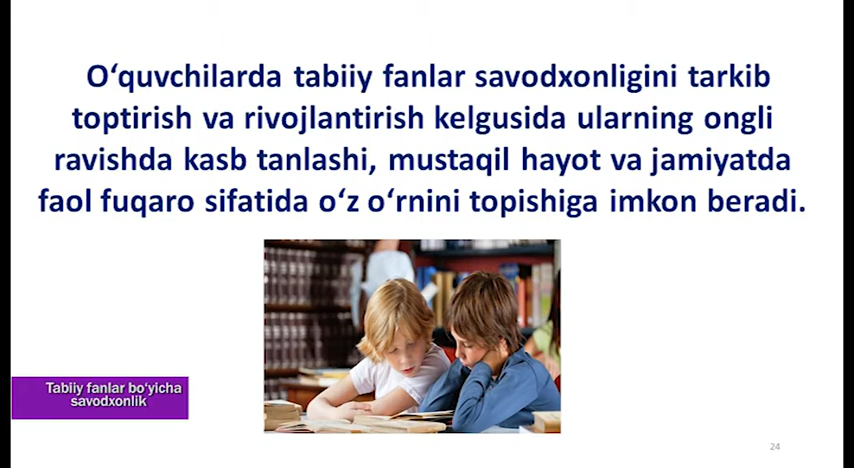 O‘quvchilarda tabiiy fanlar savodxonligini tarkib
toptirish va rivojlantirish kelgusida ularning ongli
ravishda kasb tanlashi, mustaqil hayot va jamiyatda
faol fuqaro sifatida o‘z o‘rnini topishiga imkon beradi.
Tabiiy fanlar bo'yicha
savodxonlik
24